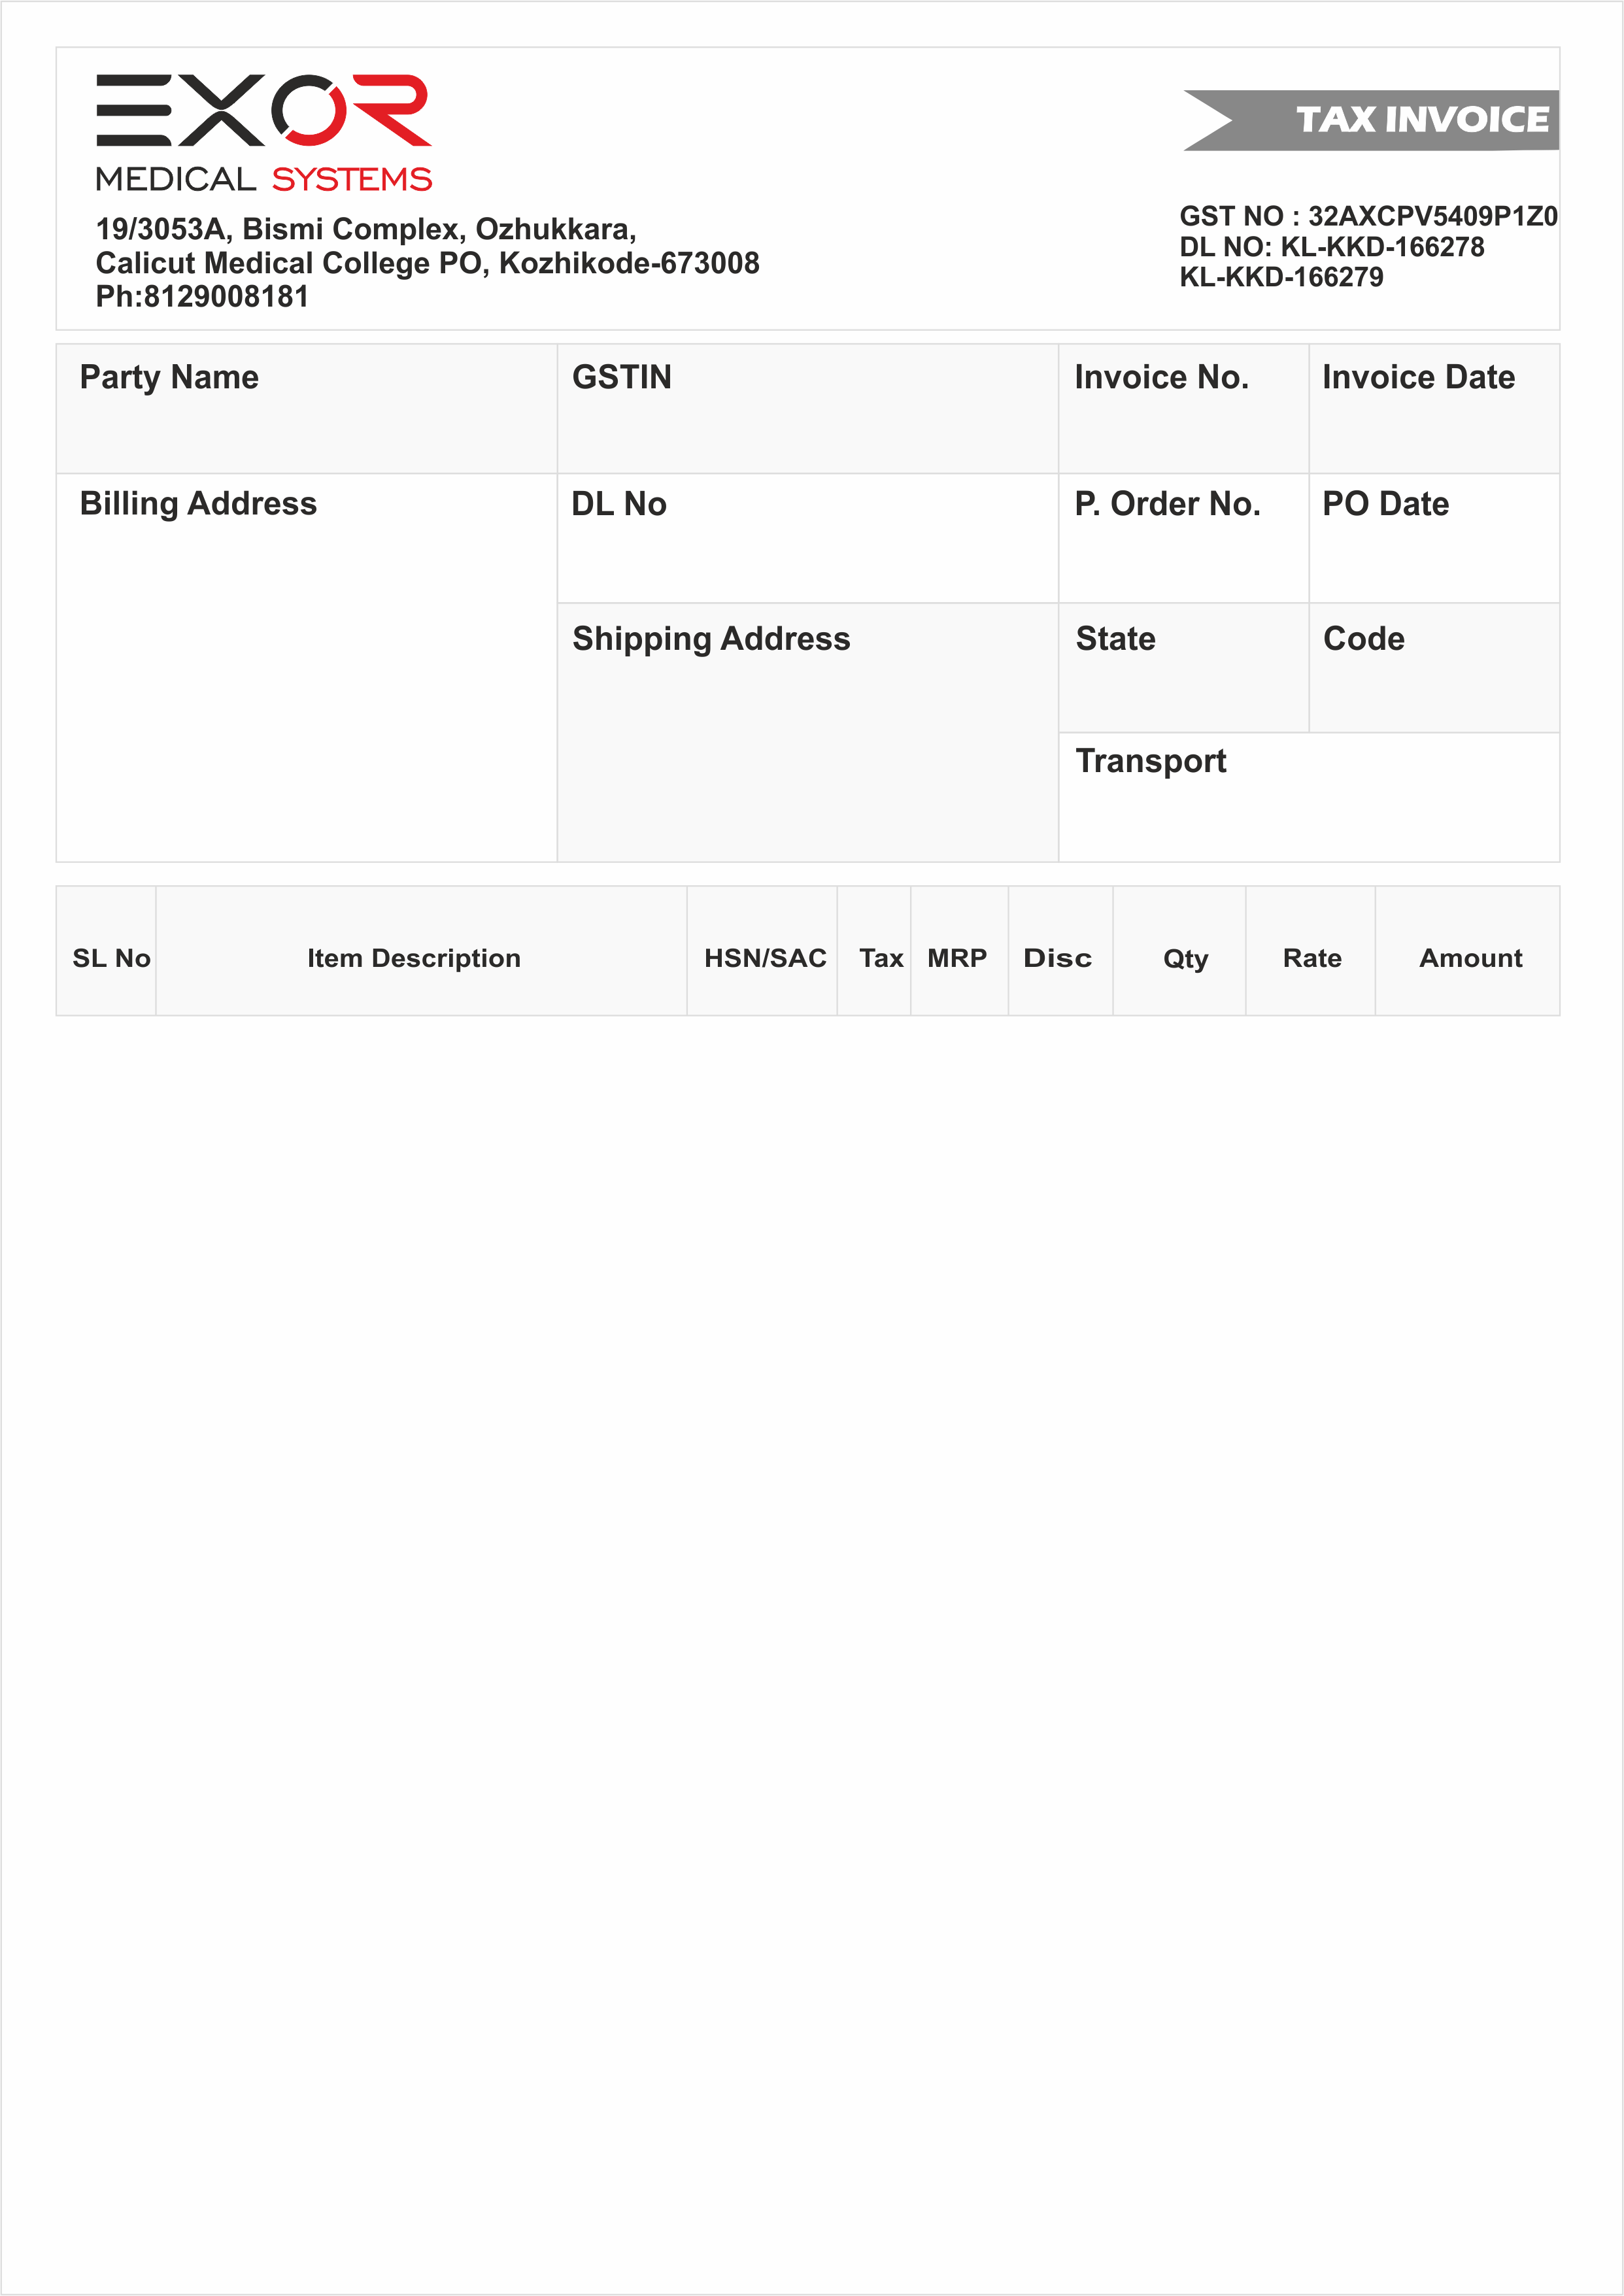 EXOR
MEDICAL SYSTEMS
19/3053A, Bismi Complex, Ozhukkara,
Calicut Medical College PO, Kozhikode-673008
Ph:8129008181
TAX INVOICE
GST NO : 32AXCPV5409P1Z0
DL NO: KL-KKD-166278
KL-KKD-166279
Party Name GSTIN Invoice No. Invoice Date
Billing Address DL No P. Order No. PO Date
Shipping Address State Code
Transport
SL No Item Description HSN/SAC Tax MRP Disc Qty Rate Amount